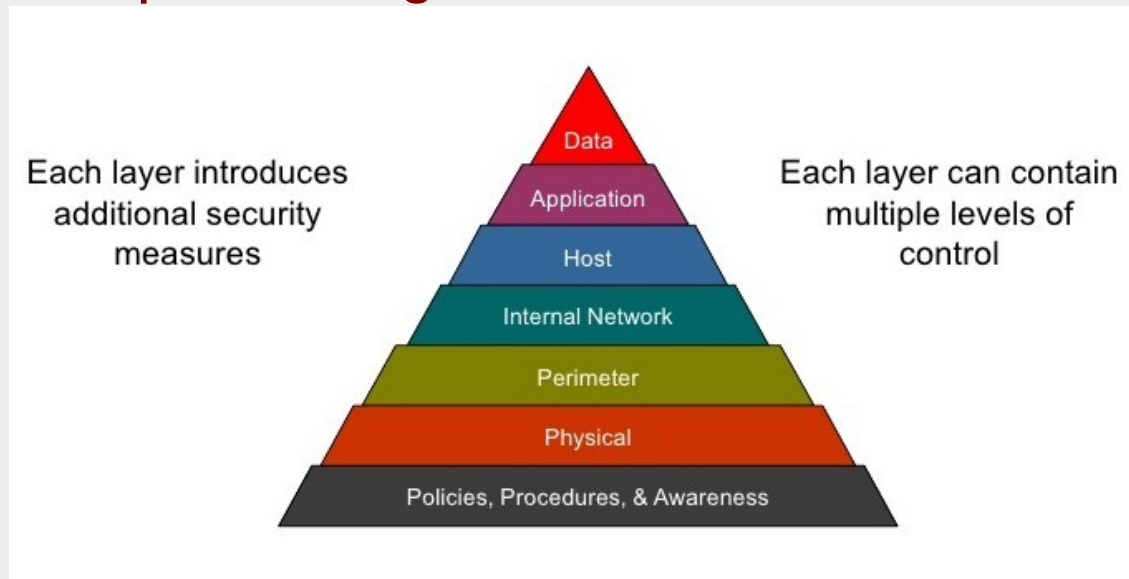 Each layer introduces
additional security
measures
Data
Application
Host
Internal Network
Perimeter
Physical
Policies, Procedures, & Awareness
Each layer can contain
multiple levels of
control